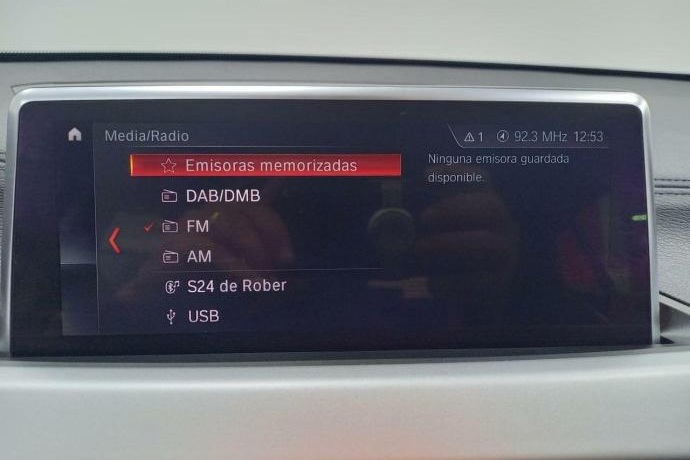 Media/Radio
1 92.3 MHz 12:53
Emisoras memorizadas
Ninguna emisora guardada
disponible.
DAB/DMB
FM
AM
S24 de Rober
USB